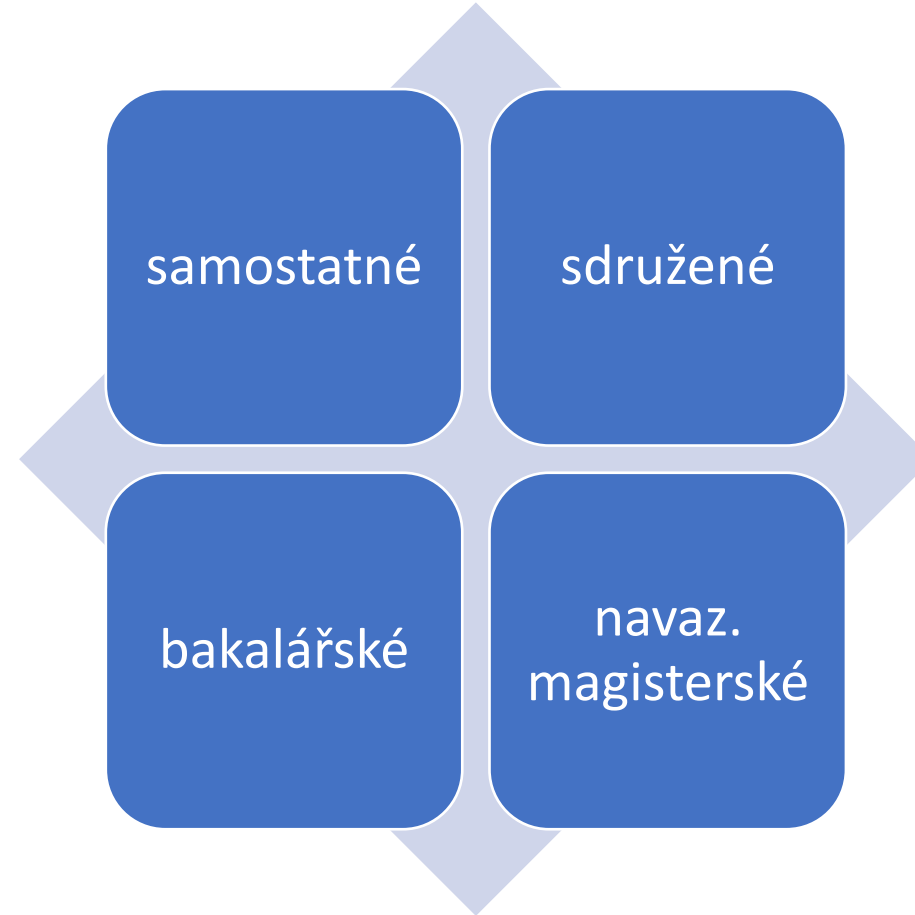 samostatné
sdružené
bakalářské
navaz.
magisterské